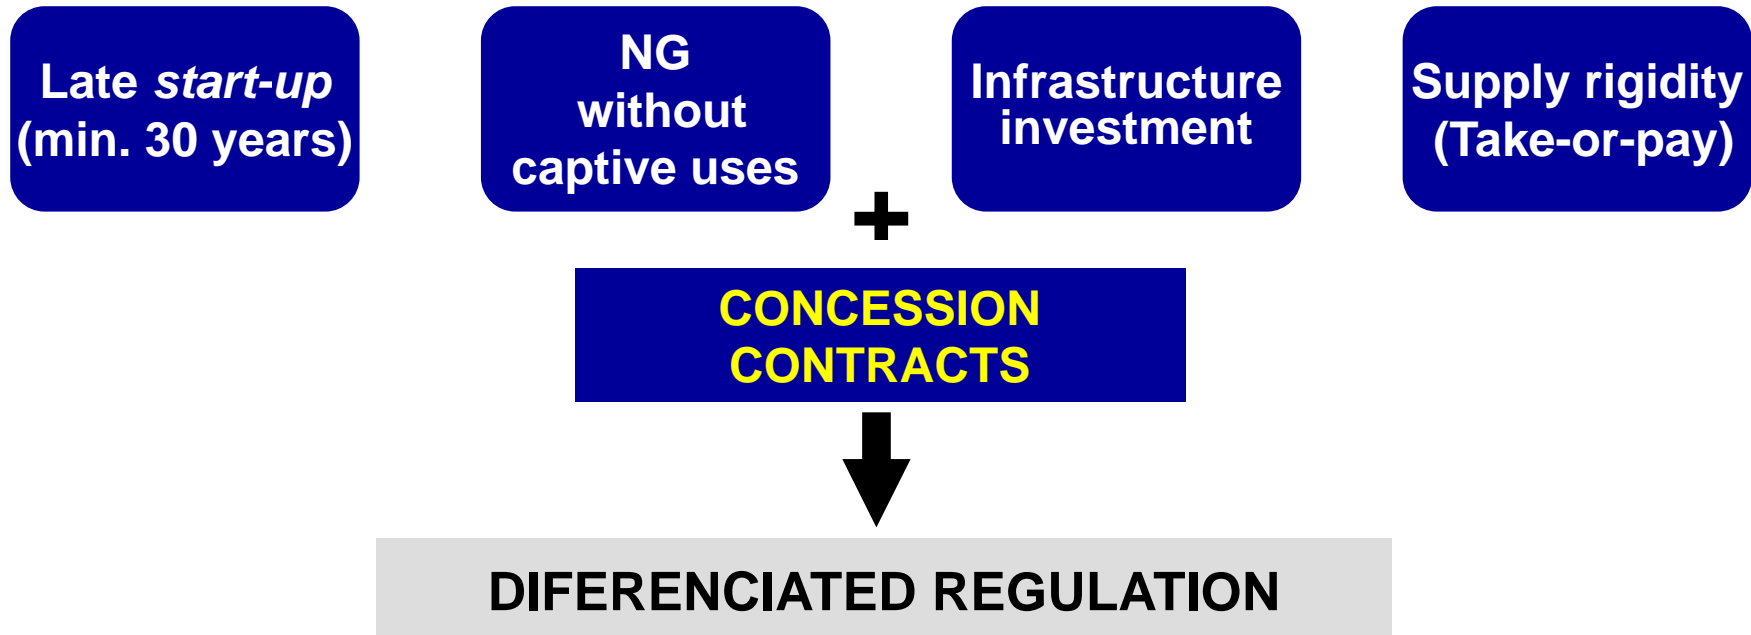 Late start-up
(min. 30 years)
NG
without
captive uses
Infrastructure
investment
Supply rigidity
(Take-or-pay)
+
CONCESSION
CONTRACTS
DIFERENCIATED REGULATION